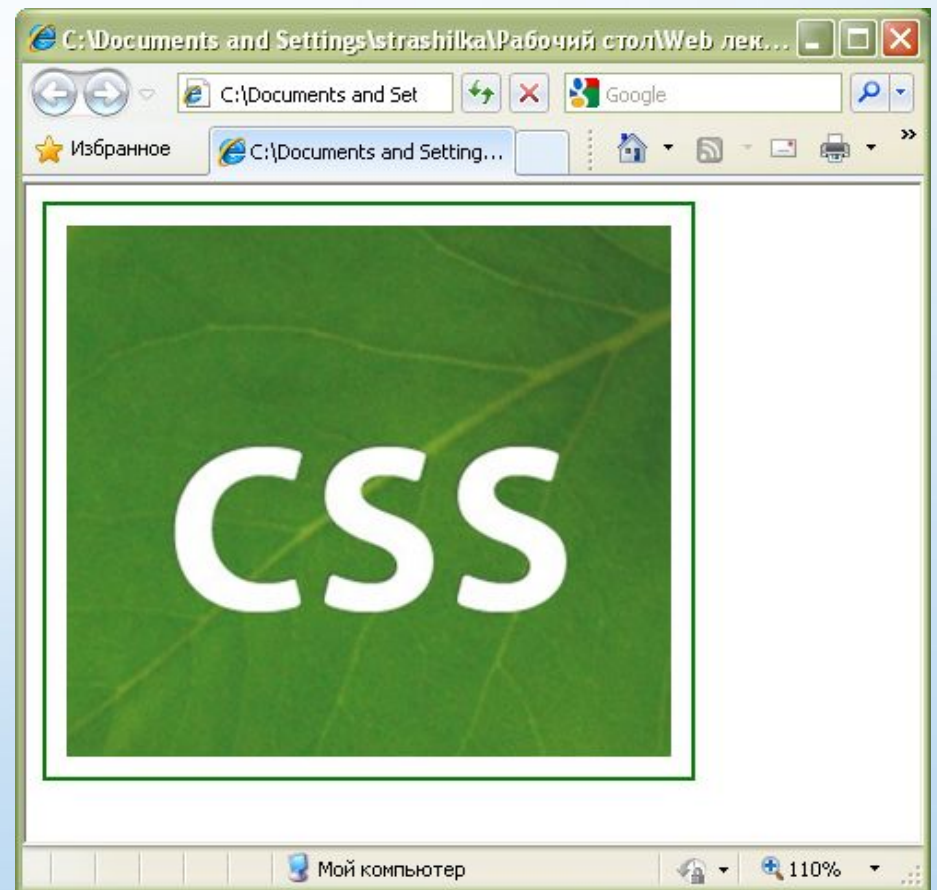 C:\Documents and Settings\strashilka\Рабочий стол\Web лек...
C:\Documents and Set
Google
Избранное
C:\Documents and Setting...
»
CSS
Мой компьютер
110%